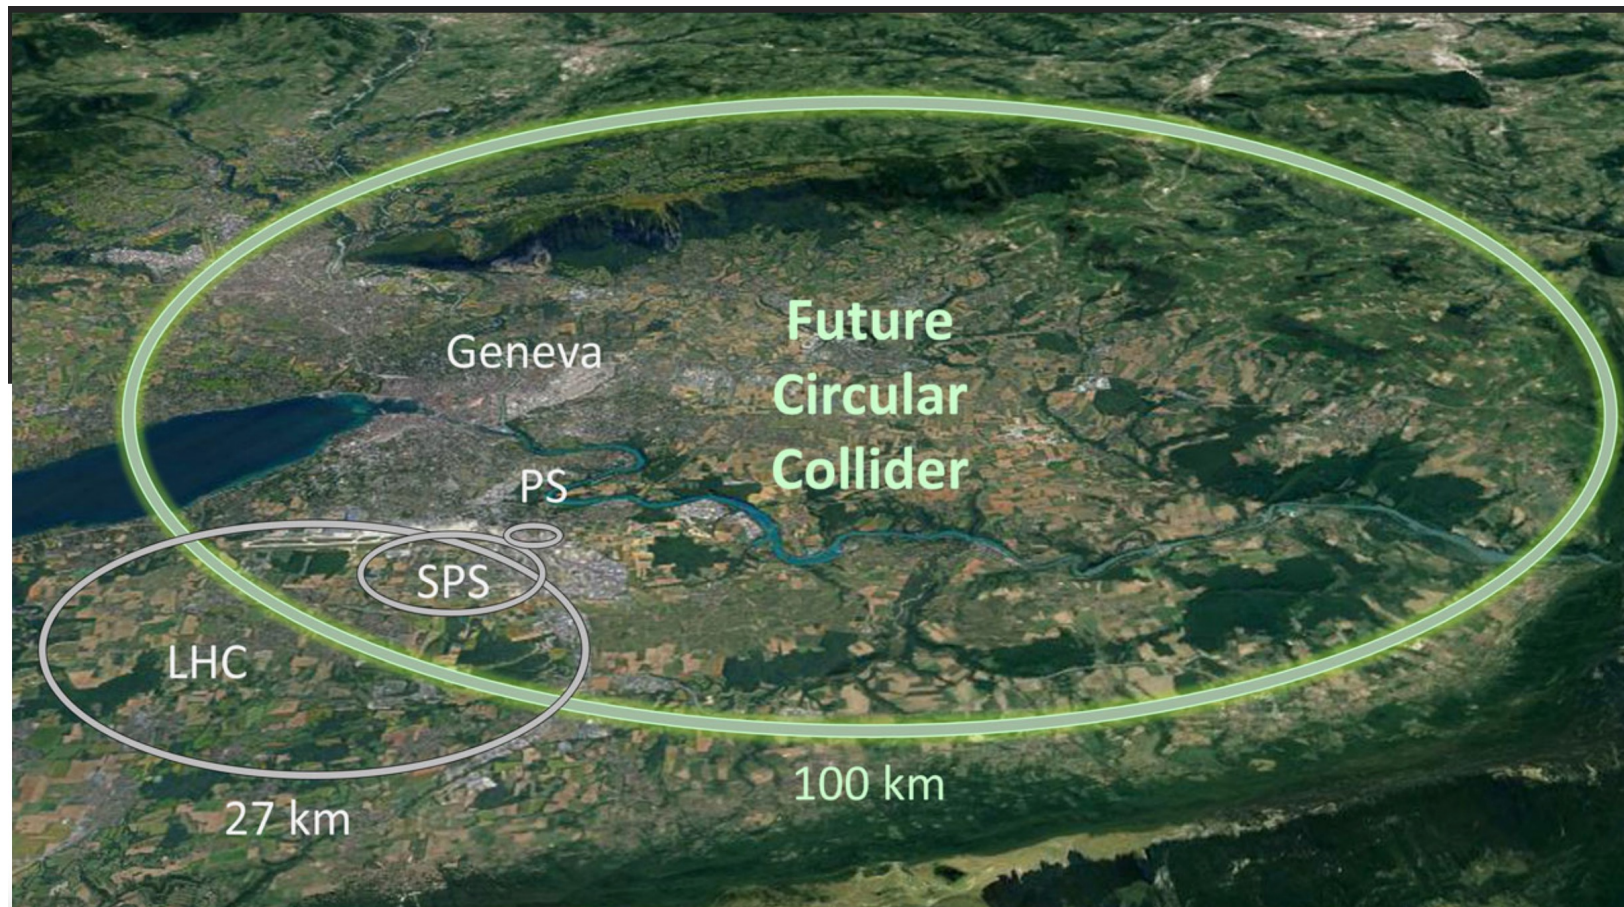 Future
Circular
Collider
Geneva
PS
SPS
LHC
27 km
100 km